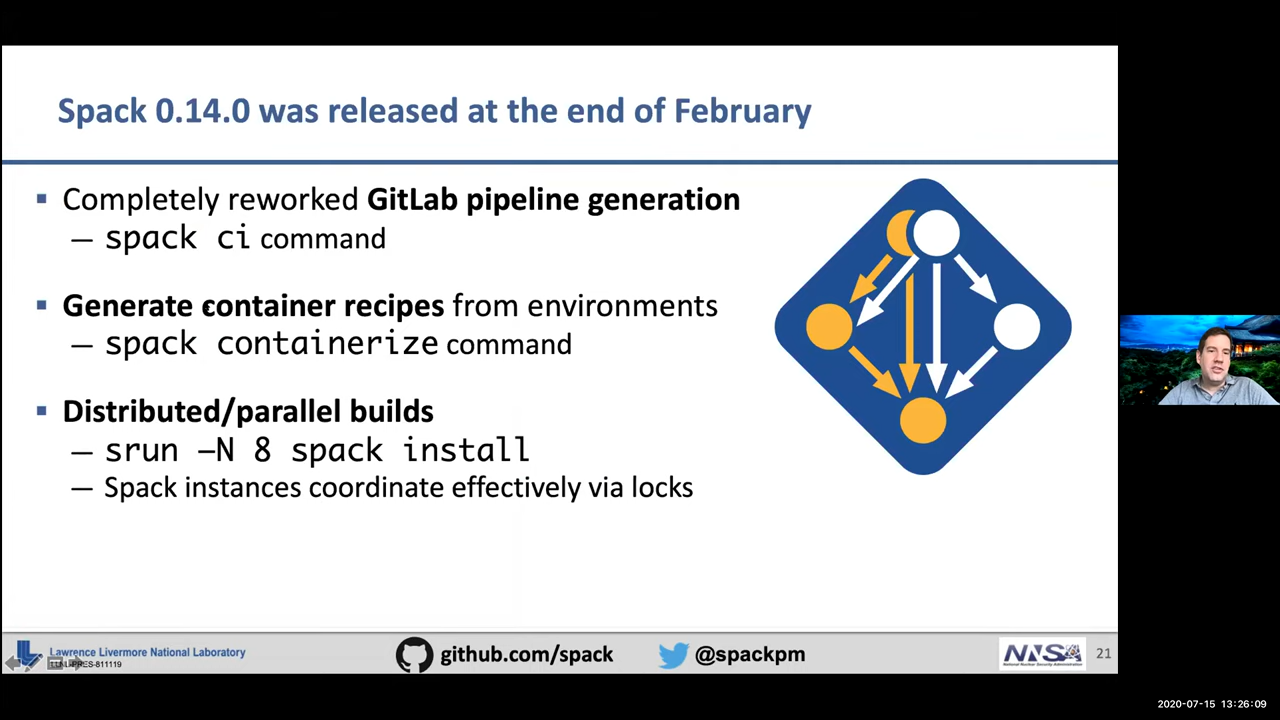 Spack 0.14.0 was released at the end of February
▪ Completely reworked GitLab pipeline generation
— spack ci command
▪ Generate container recipes from environments
— spack containerize command
▪ Distributed/parallel builds
— srun –N 8 spack install
— Spack instances coordinate effectively via locks
Lawrence Livermore National Laboratory
LLNL-PRES-811119
github.com/spack
@spackpm
NNSA
National Nuclear Security Administration
21
2020-07-15 13:26:09